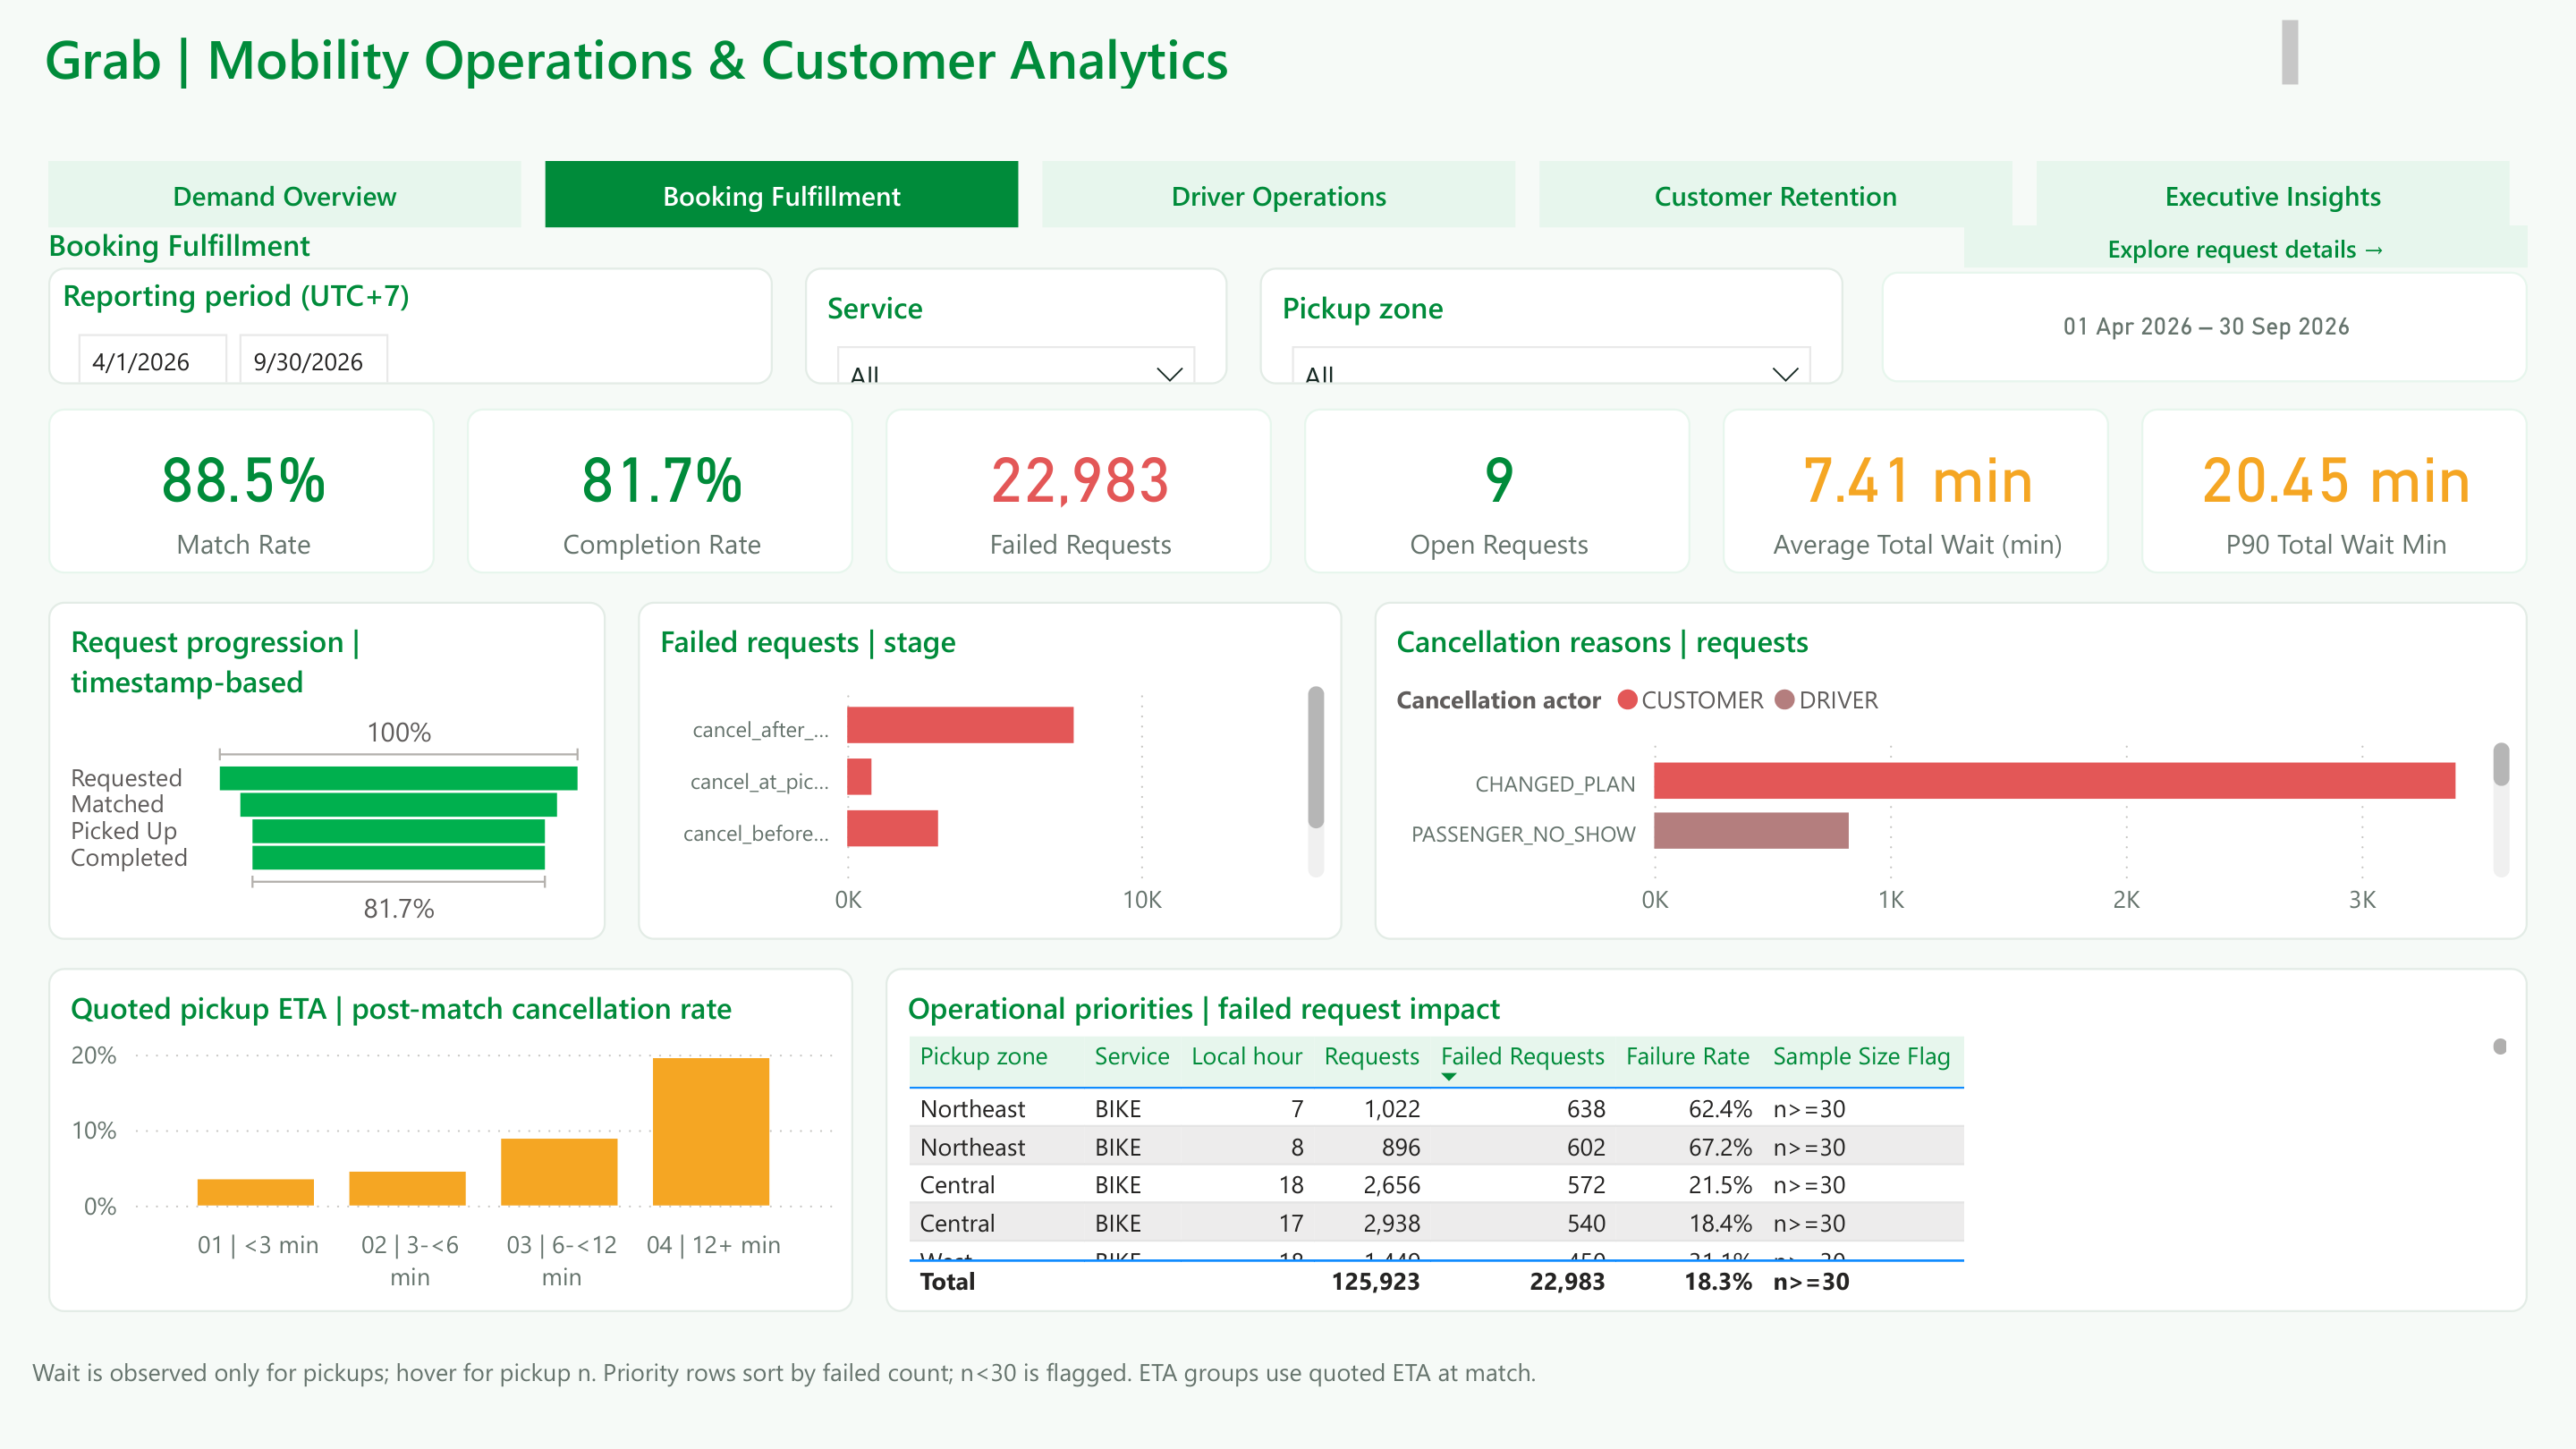 Grab | Mobility Operations & Customer Analytics
Demand Overview
Booking Fulfillment
Driver Operations
Customer Retention
Executive Insights
Booking Fulfillment
Explore request details →
Reporting period (UTC+7)
4/1/2026
9/30/2026
Service
All
Pickup zone
All
01 Apr 2026 – 30 Sep 2026
88.5%
Match Rate
81.7%
Completion Rate
22,983
Failed Requests
9
Open Requests
7.41 min
Average Total Wait (min)
20.45 min
P90 Total Wait Min
Request progression |
timestamp-based
100%
Requested
Matched
Picked Up
Completed
81.7%
Failed requests | stage
cancel_after_...
cancel_at_pic...
cancel_before...
0K 10K
Cancellation reasons | requests
Cancellation actor CUSTOMER DRIVER
CHANGED_PLAN
PASSENGER_NO_SHOW
0K 1K 2K 3K
Quoted pickup ETA | post-match cancellation rate
20%
10%
0%
01 | <3 min
02 | 3-<6
min
03 | 6-<12
min
04 | 12+ min
Operational priorities | failed request impact
Pickup zone Service Local hour Requests Failed Requests Failure Rate Sample Size Flag
Northeast BIKE 7 1,022 638 62.4% n>=30
Northeast BIKE 8 896 602 67.2% n>=30
Central BIKE 18 2,656 572 21.5% n>=30
Central BIKE 17 2,938 540 18.4% n>=30
Total 125,923 22,983 18.3% n>=30
Wait is observed only for pickups; hover for pickup n. Priority rows sort by failed count; n<30 is flagged. ETA groups use quoted ETA at match.